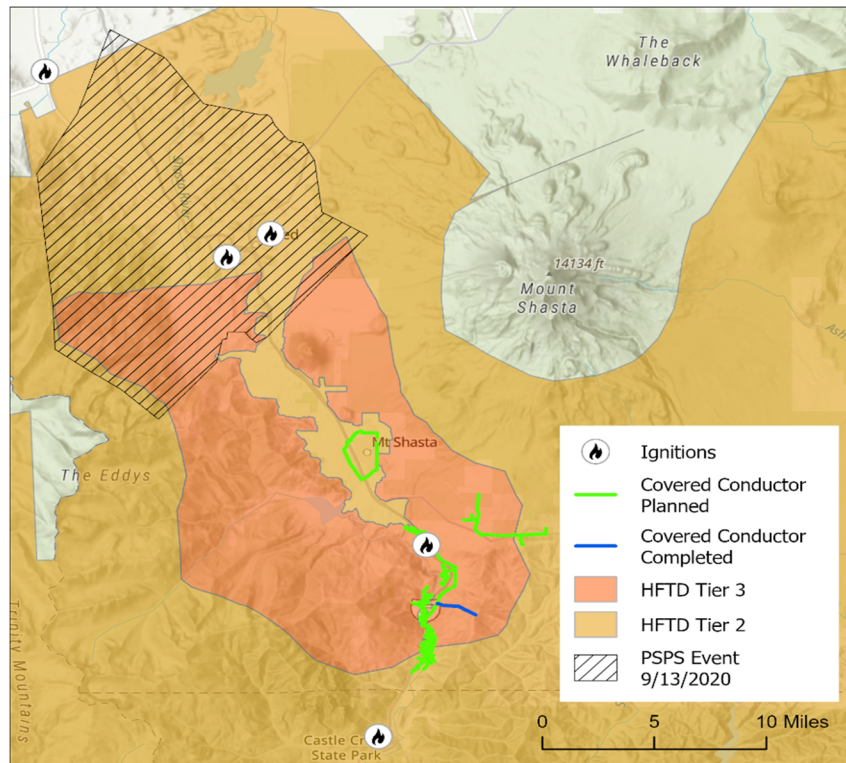 The
Whaleback
14134 ft
Mount
Shasta
Mt Shasta
The Eddys
Trinity Mountains
Castle
State Park
Ignitions
Covered Conductor
Planned
Covered Conductor
Completed
HFTD Tier 3
HFTD Tier 2
PSPS Event
9/13/2020
0 5 10 Miles